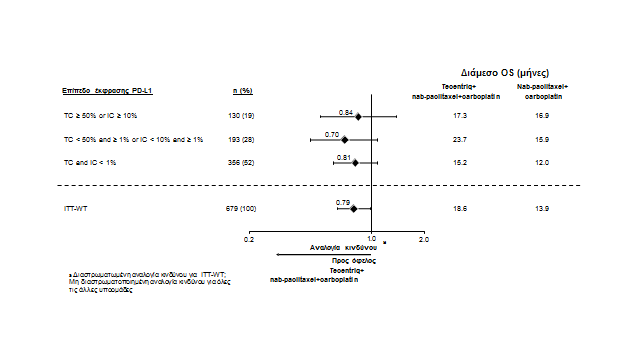 Διάμεσο OS (μήνες)
Επίπεδο έκφρασης PD-L1 n (%) Tecentriq+ nab-paclitaxel+carboplatin Nab-paclitaxel+ carboplatin
TC ≥ 50% or IC ≥ 10% 130 (19) 0.84 17.3 16.9
TC < 50% and ≥ 1% or IC < 10% and ≥ 1% 193 (28) 0.70 23.7 15.9
TC and IC < 1% 356 (52) 0.81 15.2 12.0
ITT-WT 679 (100) 0.79 18.6 13.9
0.2 1.0 2.0
Αναλογία κινδύνου a
Προς όφελος
Tecentriq+
nab-paclitaxel+carboplatin
a Διαστρωματωμένη αναλογία κινδύνου για ITT-WT;
Μη διαστρωματοποιημένη αναλογία κινδύνου για όλες
τις άλλες υποομάδες